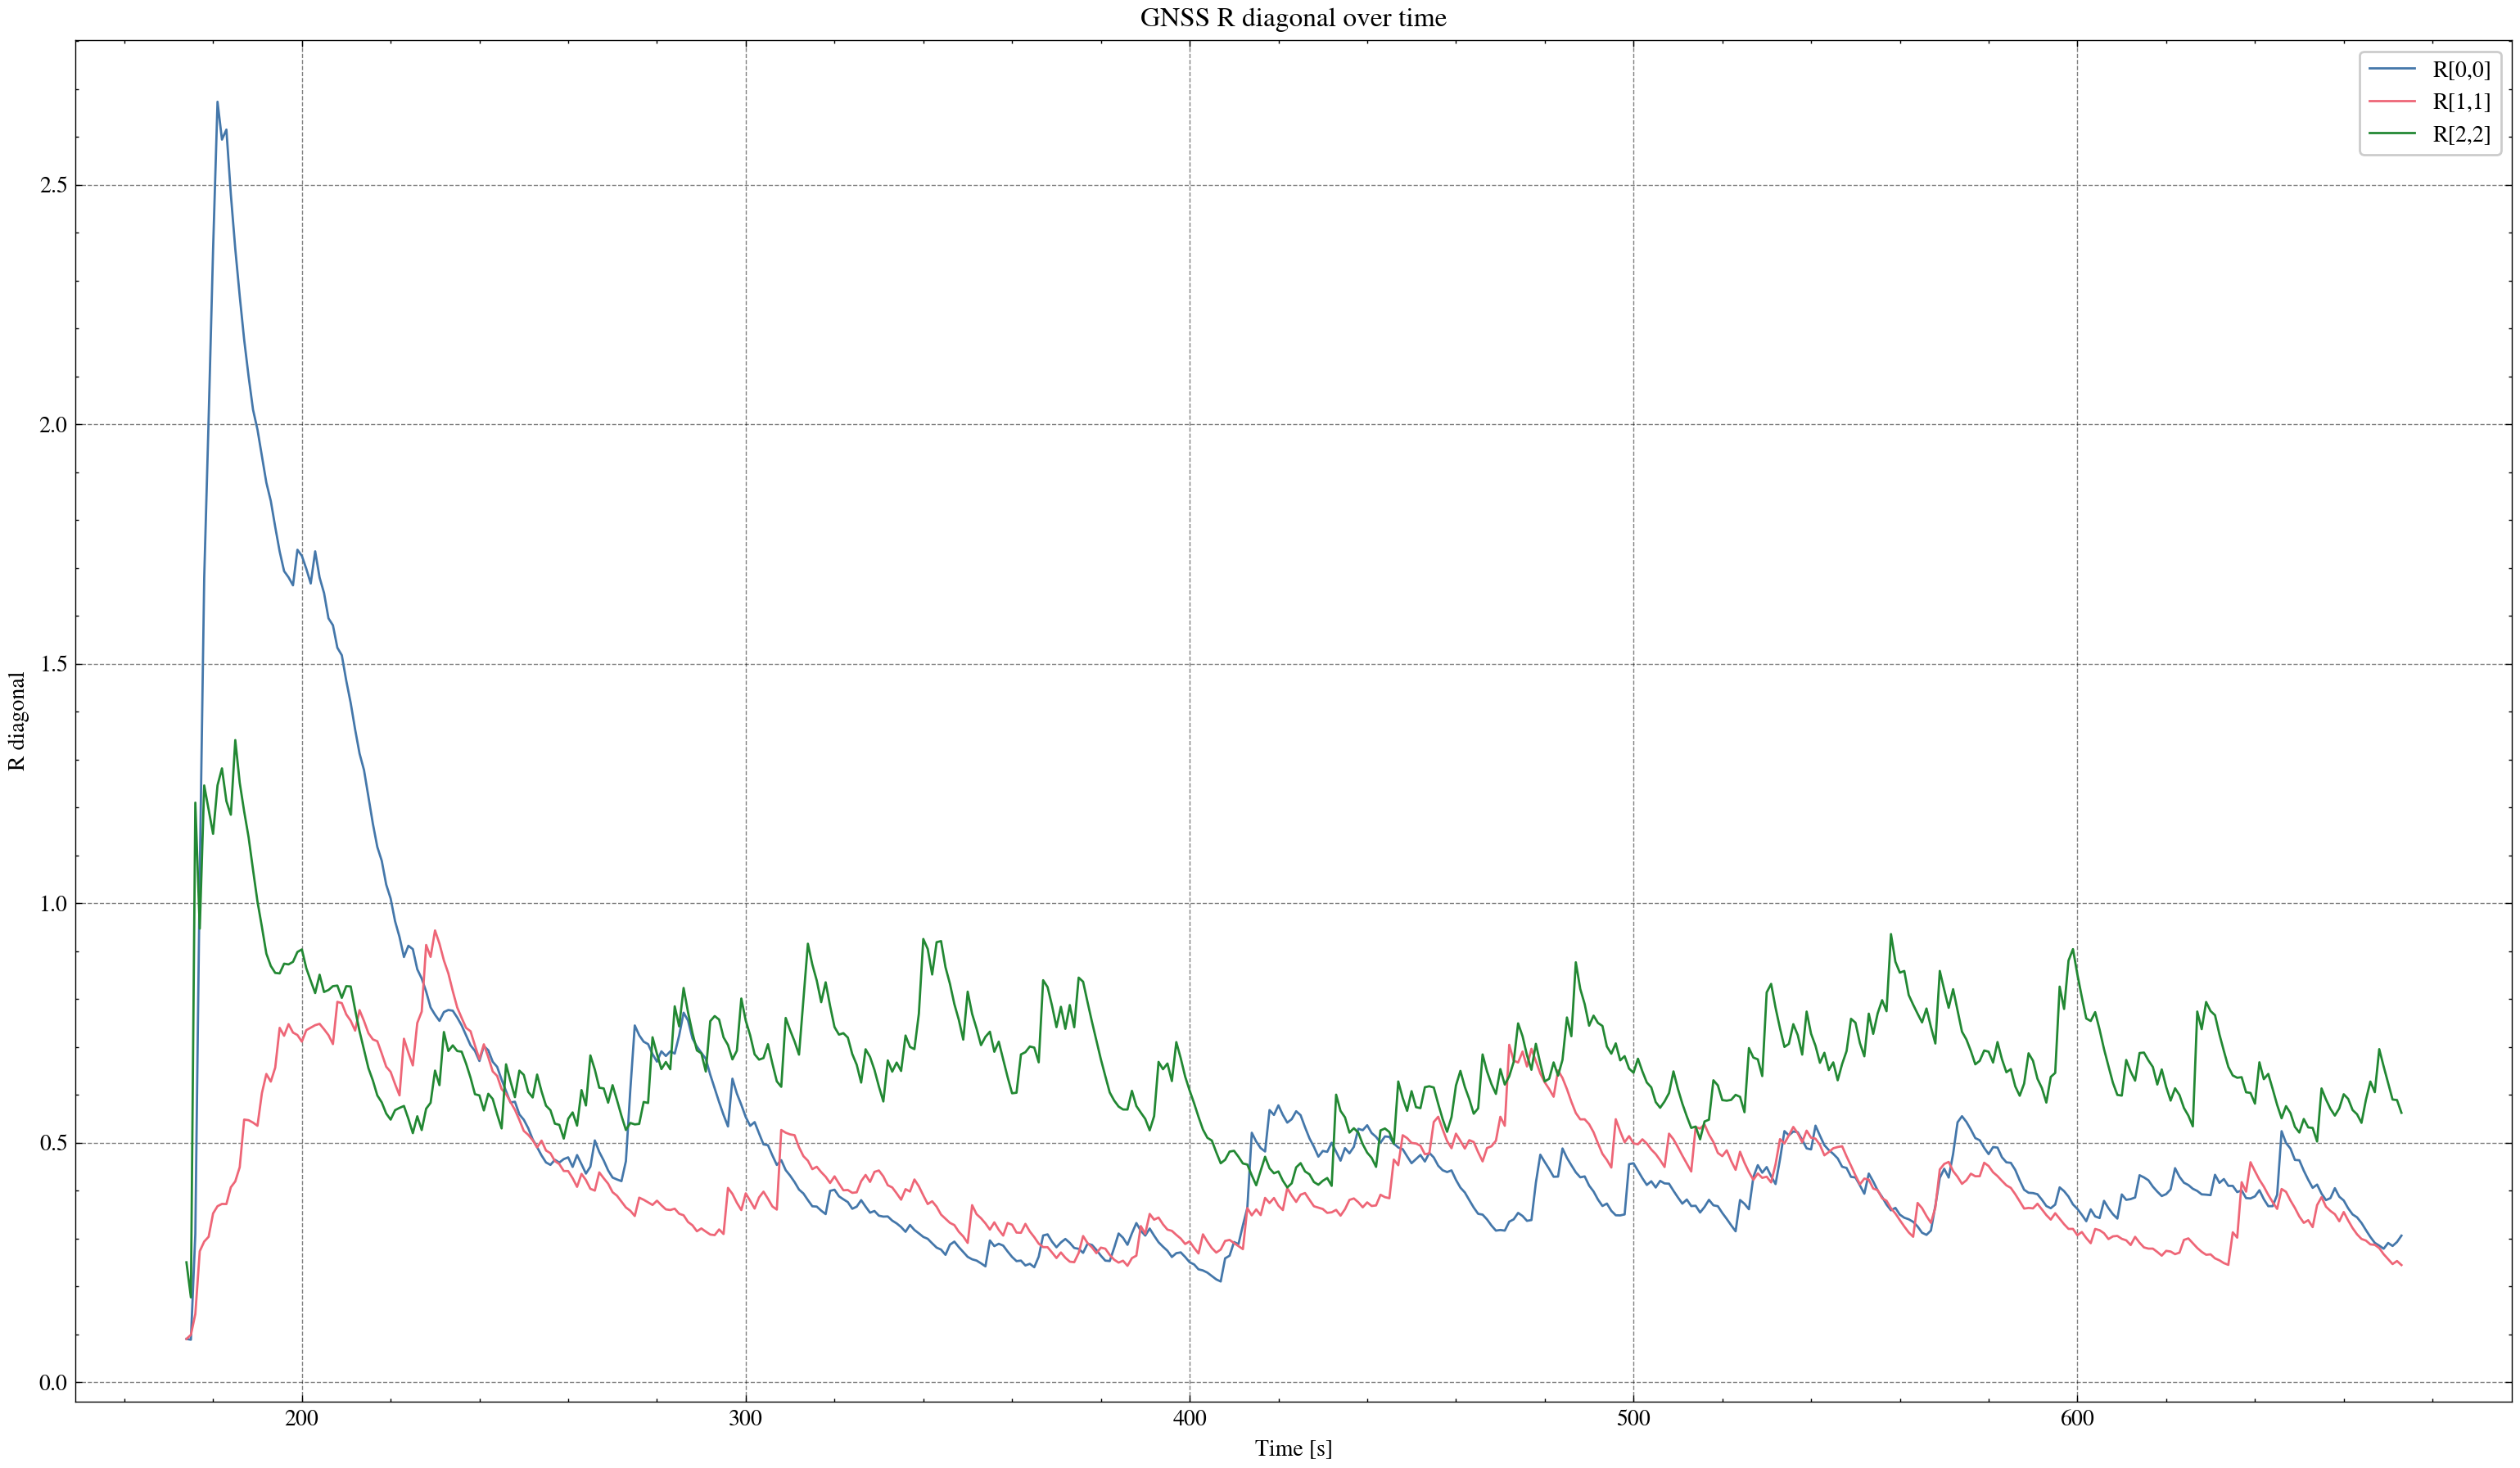 GNSS R diagonal over time
R[0,0]
R[1,1]
R[2,2]
2.5
2.0
1.5
1.0
0.5
0.0
R diagonal
200 300 400 500 600
Time [s]